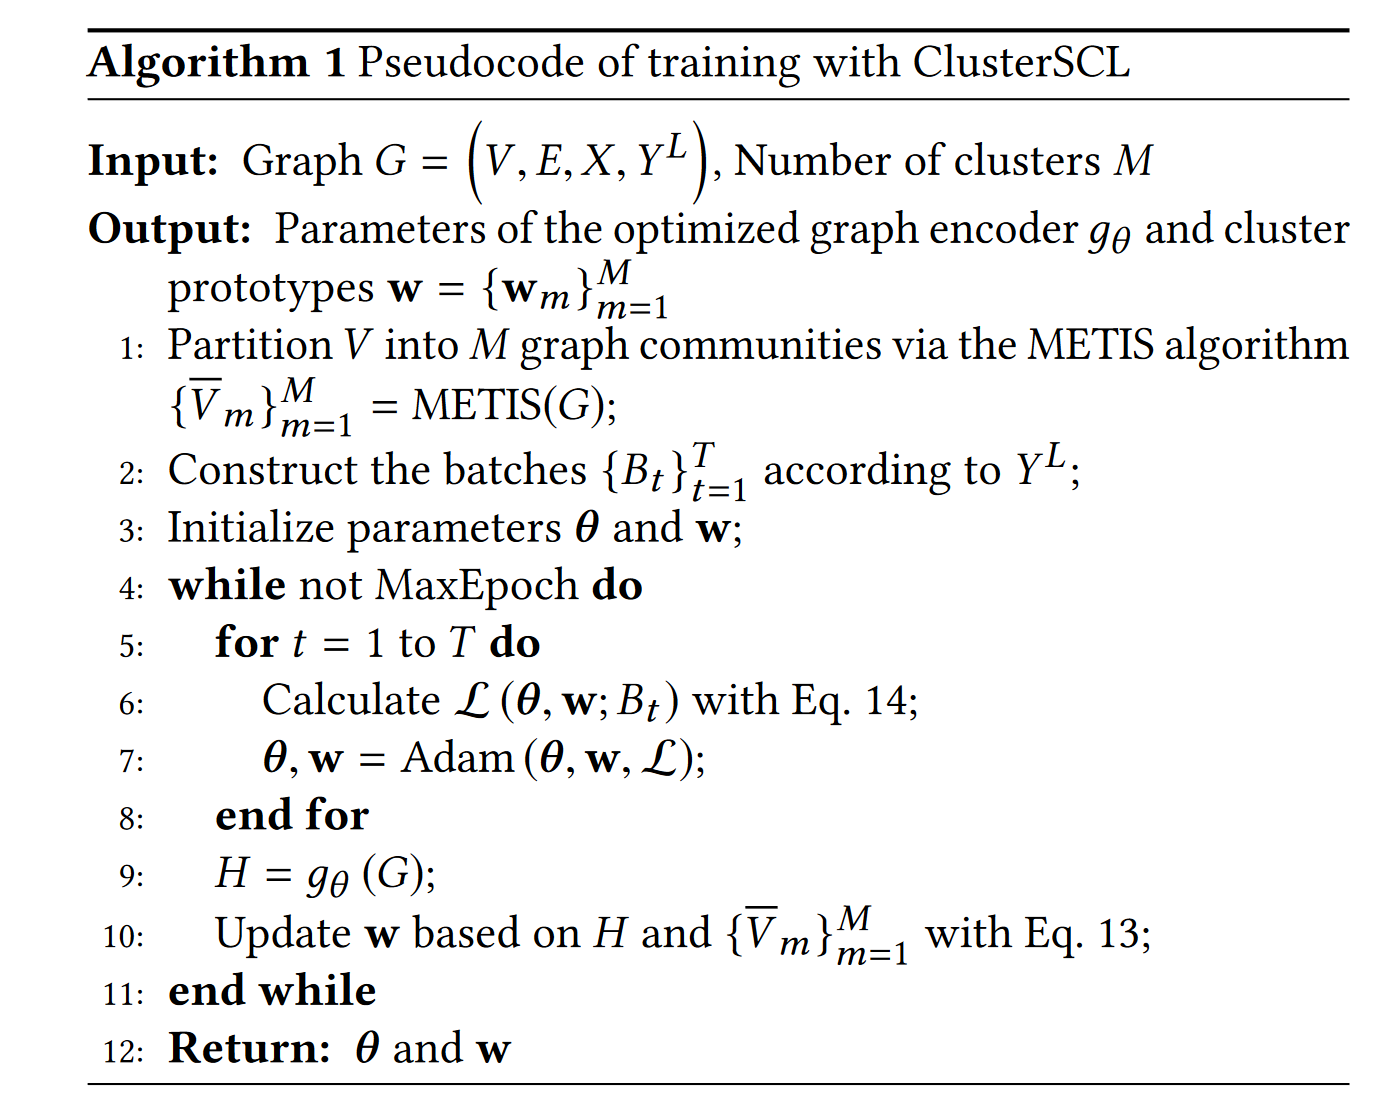 Algorithm 1 Pseudocode of training with ClusterSCL
Input: Graph $G = \left(V, E, X, Y^L\right)$, Number of clusters $M$
Output: Parameters of the optimized graph encoder $g_\theta$ and cluster
prototypes $\mathbf{w} = \{\mathbf{w}_m\}_{m=1}^M$
1: Partition $V$ into $M$ graph communities via the METIS algorithm
$\{\overline{V}_m\}_{m=1}^M = \text{METIS}(G)$;
2: Construct the batches $\{B_t\}_{t=1}^T$ according to $Y^L$;
3: Initialize parameters $\boldsymbol{\theta}$ and $\mathbf{w}$;
4: while not MaxEpoch do
5: for $t = 1$ to $T$ do
6: Calculate $\mathcal{L}(\boldsymbol{\theta}, \mathbf{w}; B_t)$ with Eq. 14;
7: $\boldsymbol{\theta}, \mathbf{w} = \text{Adam}(\boldsymbol{\theta}, \mathbf{w}, \mathcal{L})$;
8: end for
9: $H = g_\theta(G)$;
10: Update $\mathbf{w}$ based on $H$ and $\{\overline{V}_m\}_{m=1}^M$ with Eq. 13;
11: end while
12: Return: $\boldsymbol{\theta}$ and $\mathbf{w}$